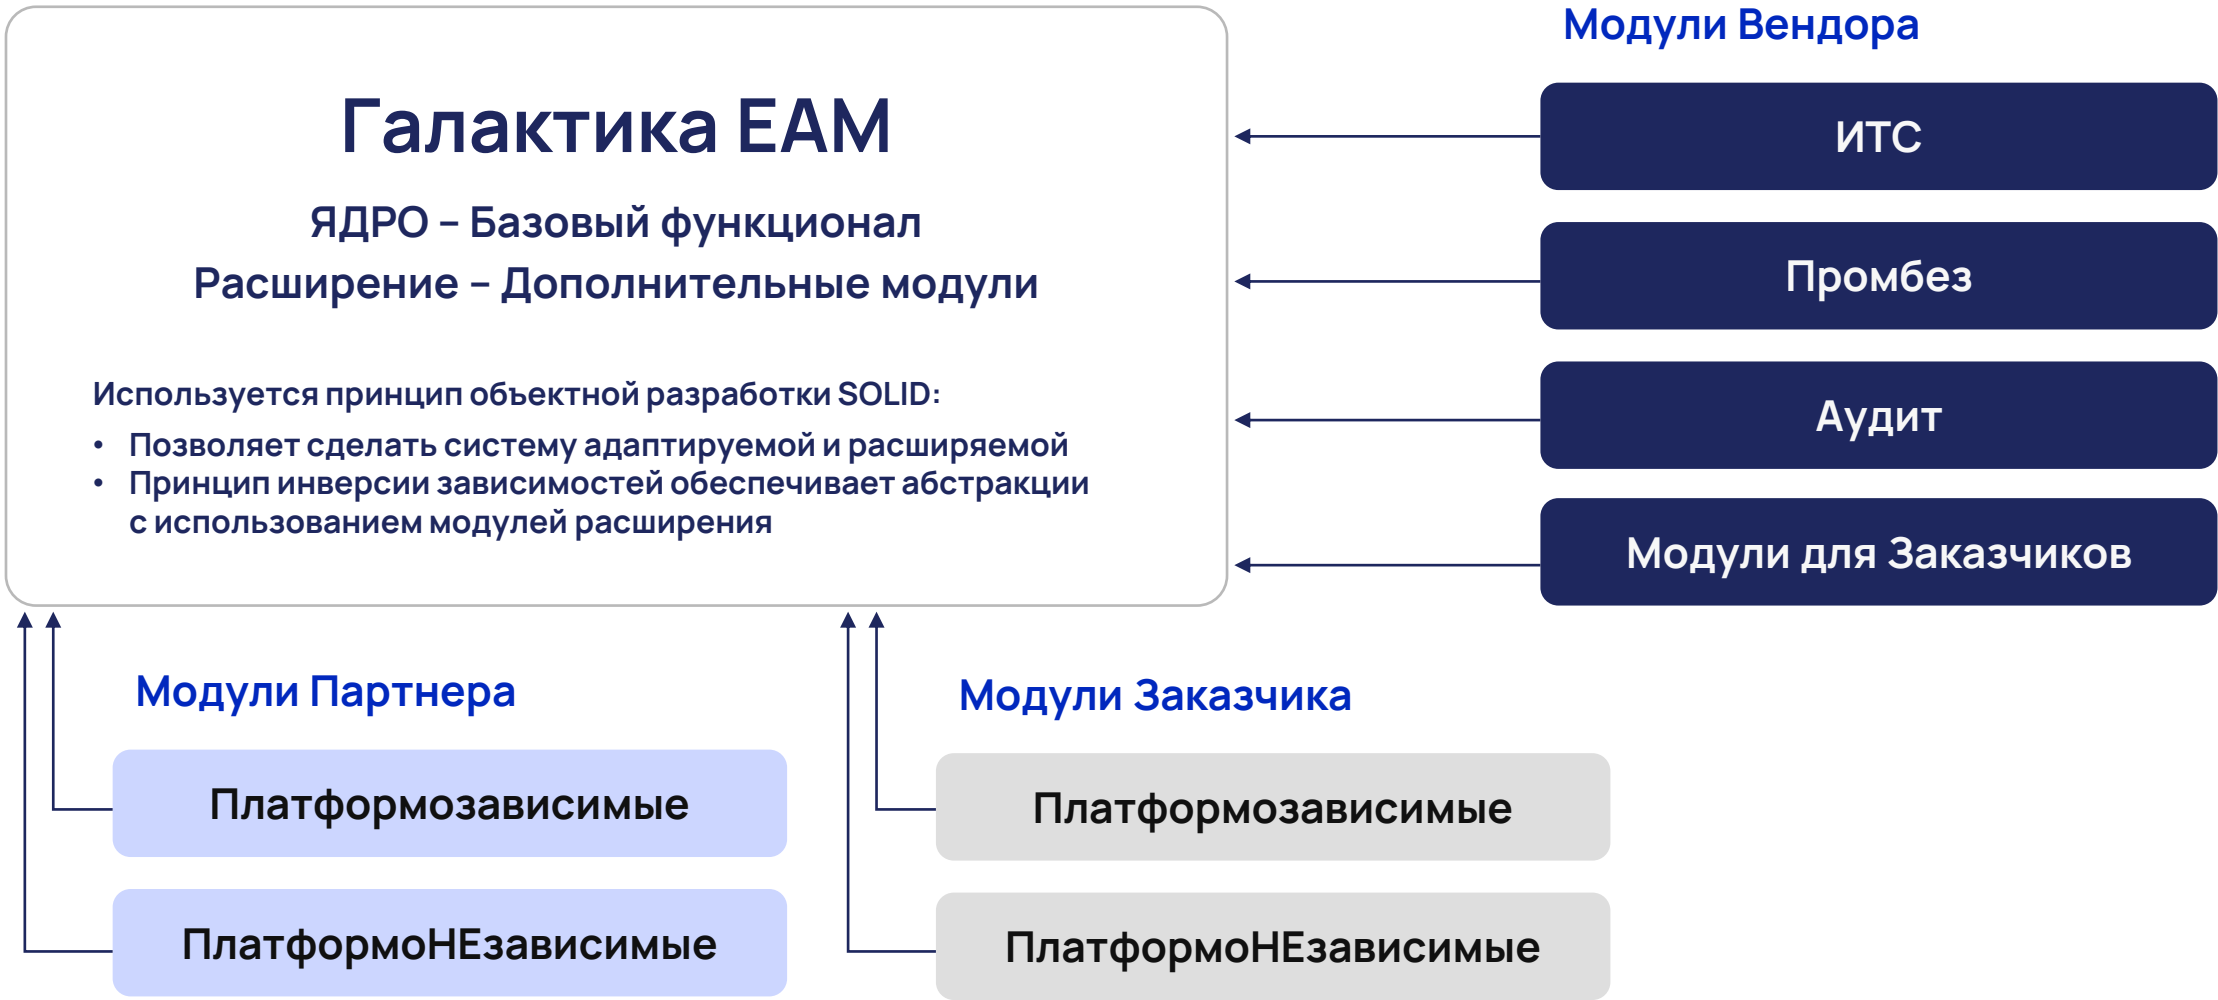 Галактика EAM
ЯДРО – Базовый функционал
Расширение – Дополнительные модули
Используется принцип объектной разработки SOLID:
• Позволяет сделать систему адаптируемой и расширяемой
• Принцип инверсии зависимостей обеспечивает абстракции
с использованием модулей расширения
Модули Вендора
ИТС
Промбез
Аудит
Модули для Заказчиков
Модули Партнера
Платформозависимые
ПлатформоНЕзависимые
Модули Заказчика
Платформозависимые
ПлатформоНЕзависимые